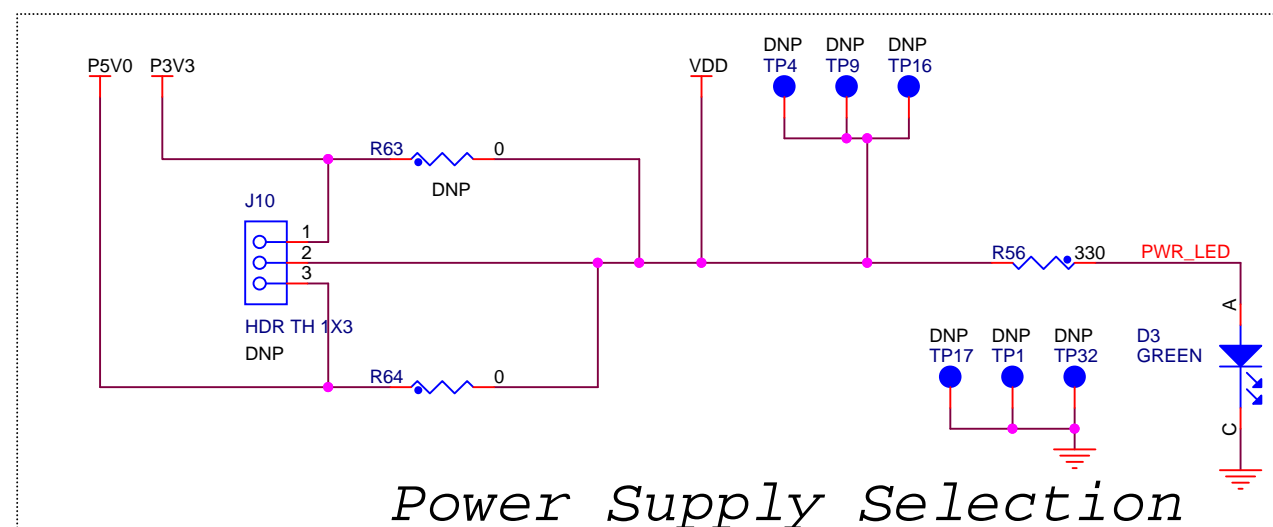 DNP DNP DNP
P5V0 P3V3 VDD TP4 TP9 TP16
R63 0
DNP
J10
1
2
3
R56 330 PWR_LED
A
HDR TH 1X3
DNP
DNP DNP DNP D3
TP17 TP1 TP32 GREEN
R64 0
C
Power Supply Selection